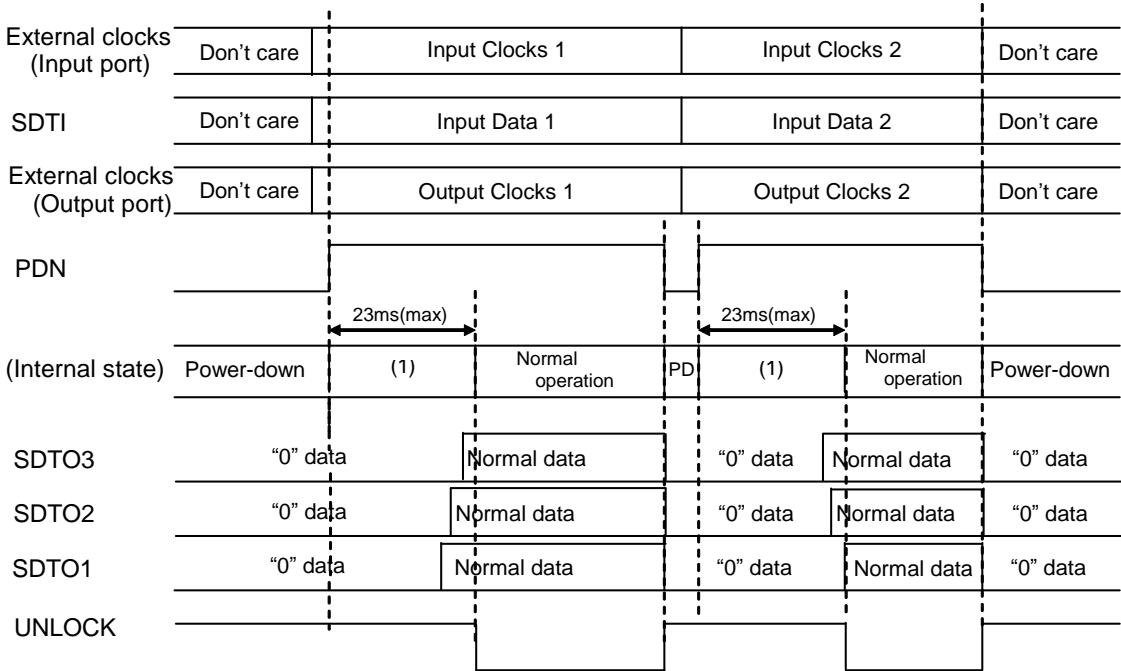 External clocks
(Input port)
Don't care
Input Clocks 1
Input Clocks 2
Don't care
SDTI
Don't care
Input Data 1
Input Data 2
Don't care
External clocks
(Output port)
Don't care
Output Clocks 1
Output Clocks 2
Don't care
PDN
23ms(max)
23ms(max)
(Internal state)
Power-down
(1)
Normal
operation
PD
(1)
Normal
operation
Power-down
SDTO3
“0” data
Normal data
“0” data
Normal data
“0” data
SDTO2
“0” data
Normal data
“0” data
Normal data
“0” data
SDTO1
“0” data
Normal data
“0” data
Normal data
“0” data
UNLOCK